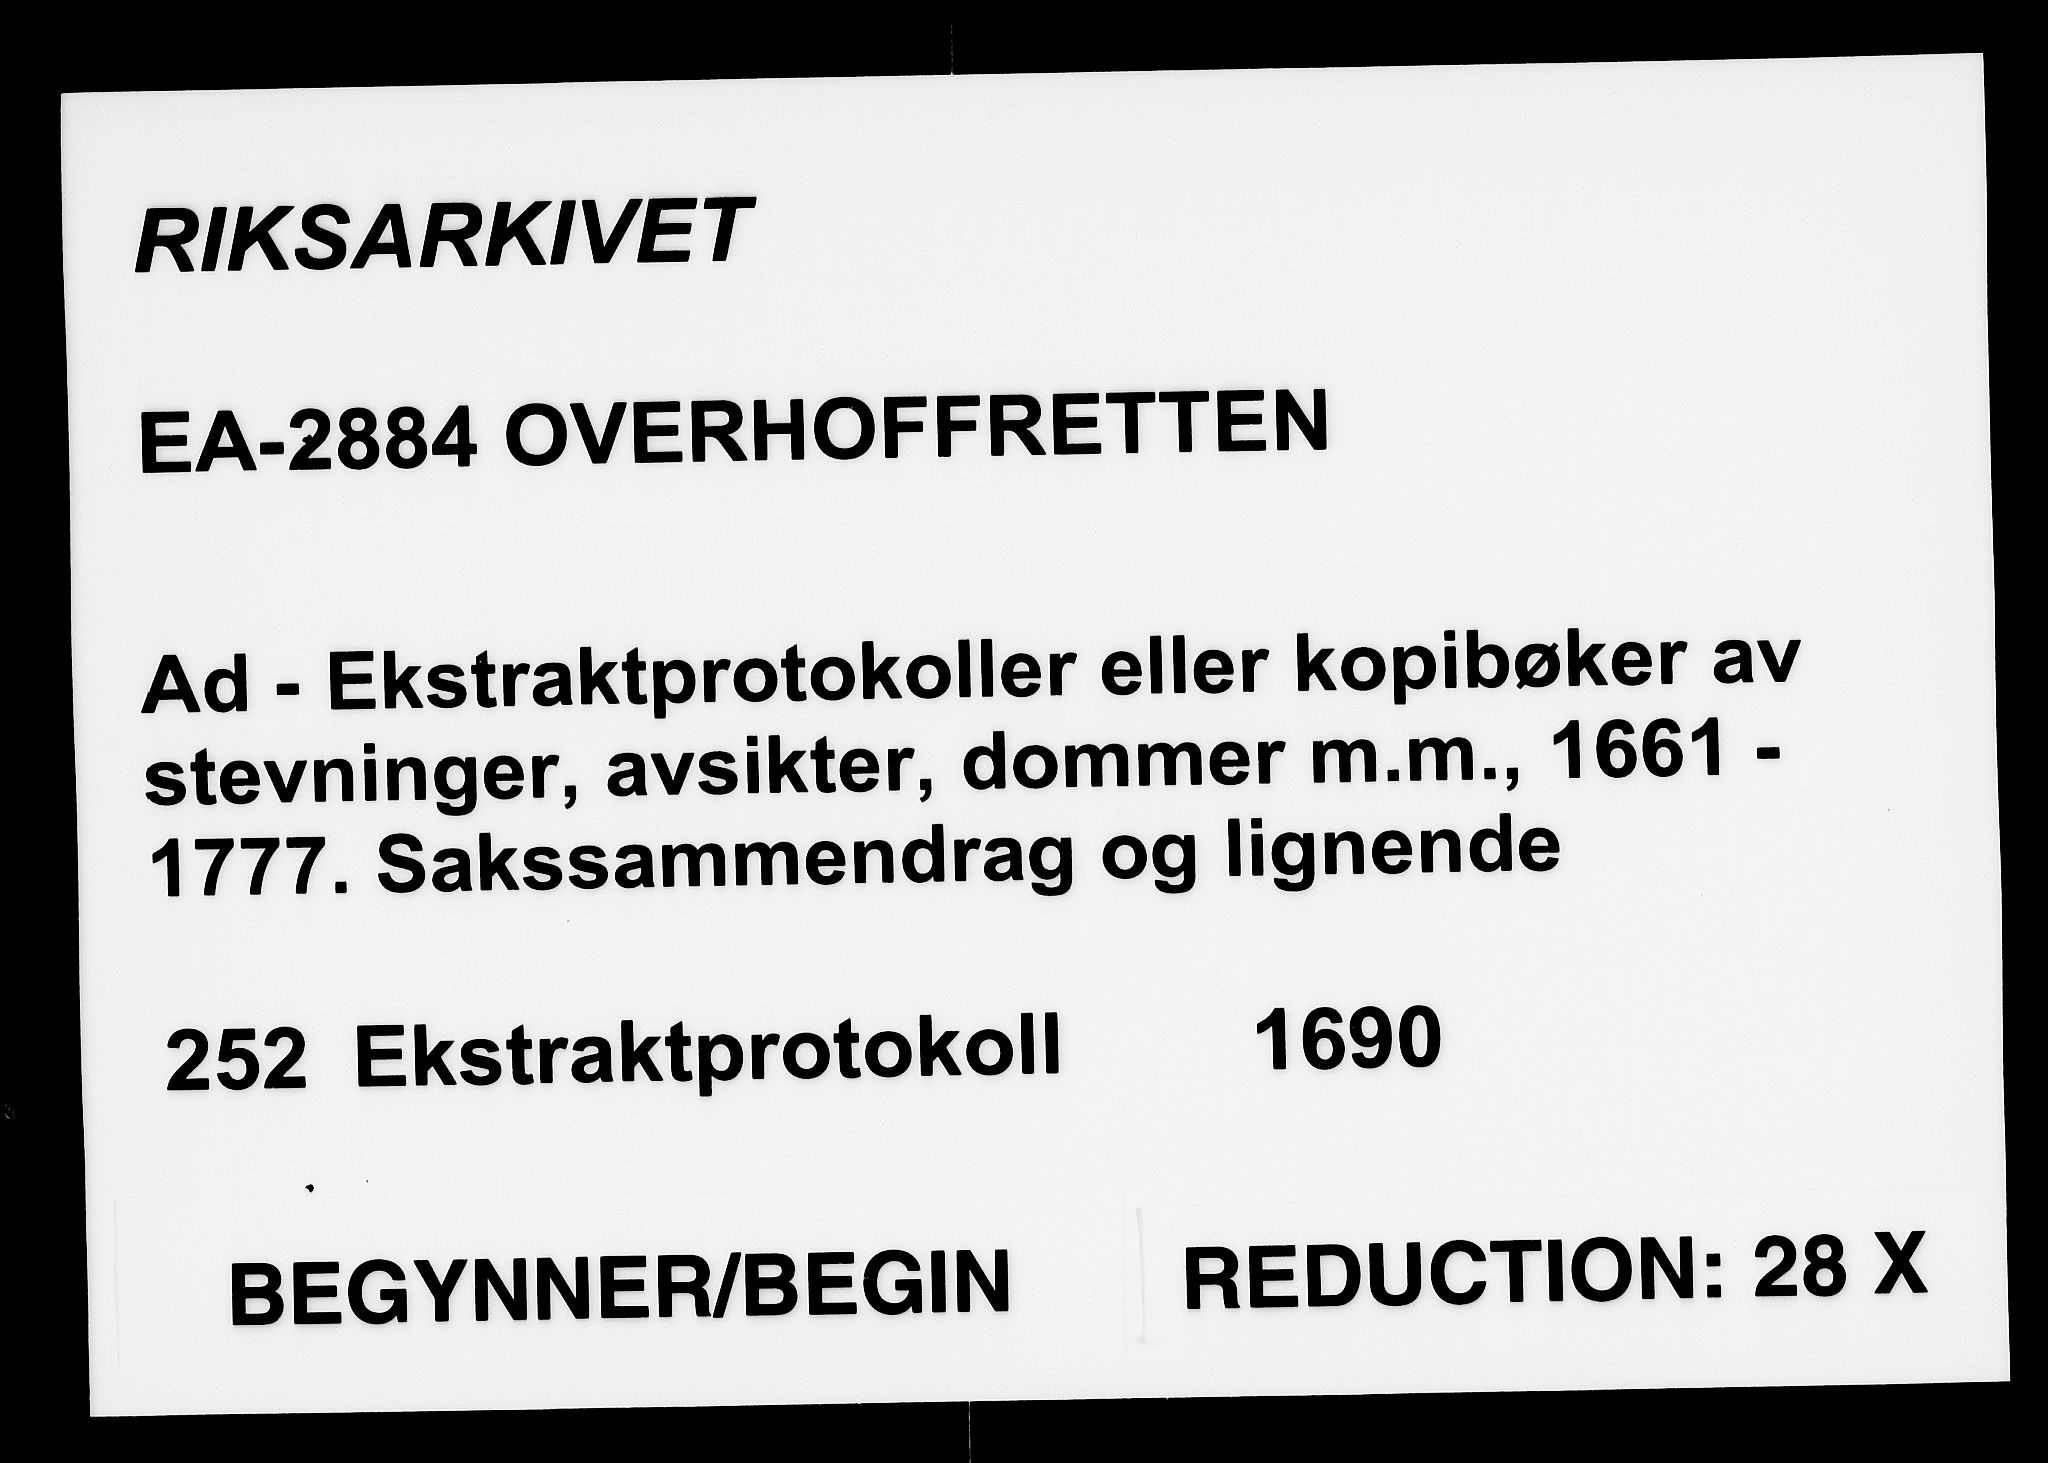 RIKSARKIVET
EA-2884 OVERHOFFRETTEN
Ad - Ekstraktprotokoller eller kopibøker av
stevninger, avsikter, dommer m.m., 1661 -
1777. Sakssammendrag og lignende
252 Ekstraktprotokoll 1690
BEGYNNER/BEGIN REDUCTION: 28 X